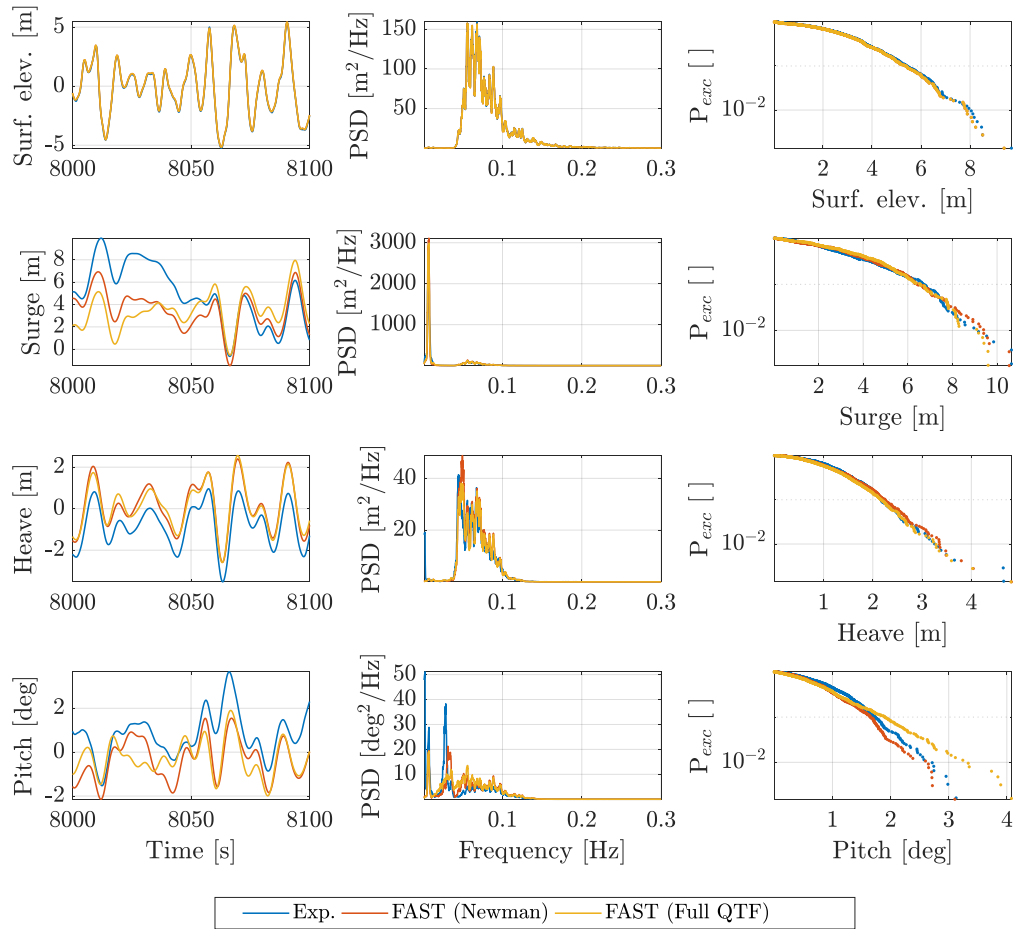 Surf. elev. [m]
5
0
-5
8000 8050 8100
PSD [m²/Hz]
150
100
50
0.1 0.2 0.3
P_exc [ ]
10⁻²
2 4 6 8
Surf. elev. [m]
Surge [m]
8
6
4
2
0
8000 8050 8100
PSD [m²/Hz]
3000
2000
1000
0.1 0.2 0.3
P_exc [ ]
10⁻²
2 4 6 8 10
Surge [m]
Heave [m]
2
0
-2
8000 8050 8100
PSD [m²/Hz]
40
20
0.1 0.2 0.3
P_exc [ ]
10⁻²
1 2 3 4
Heave [m]
Pitch [deg]
2
0
-2
8000 8050 8100
Time [s]
PSD [deg²/Hz]
50
40
30
20
10
0.1 0.2 0.3
Frequency [Hz]
P_exc [ ]
10⁻²
1 2 3 4
Pitch [deg]
Exp. FAST (Newman) FAST (Full QTF)